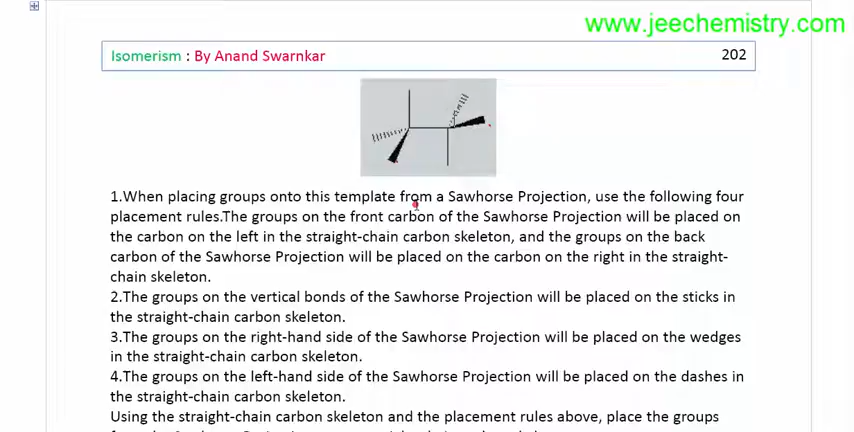 www.jeechemistry.com
Isomerism : By Anand Swarnkar 202
1.When placing groups onto this template from a Sawhorse Projection, use the following four
placement rules.The groups on the front carbon of the Sawhorse Projection will be placed on
the carbon on the left in the straight-chain carbon skeleton, and the groups on the back
carbon of the Sawhorse Projection will be placed on the carbon on the right in the straight-
chain skeleton.
2.The groups on the vertical bonds of the Sawhorse Projection will be placed on the sticks in
the straight-chain carbon skeleton.
3.The groups on the right-hand side of the Sawhorse Projection will be placed on the wedges
in the straight-chain carbon skeleton.
4.The groups on the left-hand side of the Sawhorse Projection will be placed on the dashes in
the straight-chain carbon skeleton.
Using the straight-chain carbon skeleton and the placement rules above, place the groups